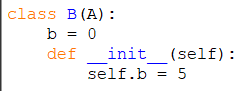 class B(A):
    b = 0
    def __init__(self):
        self.b = 5